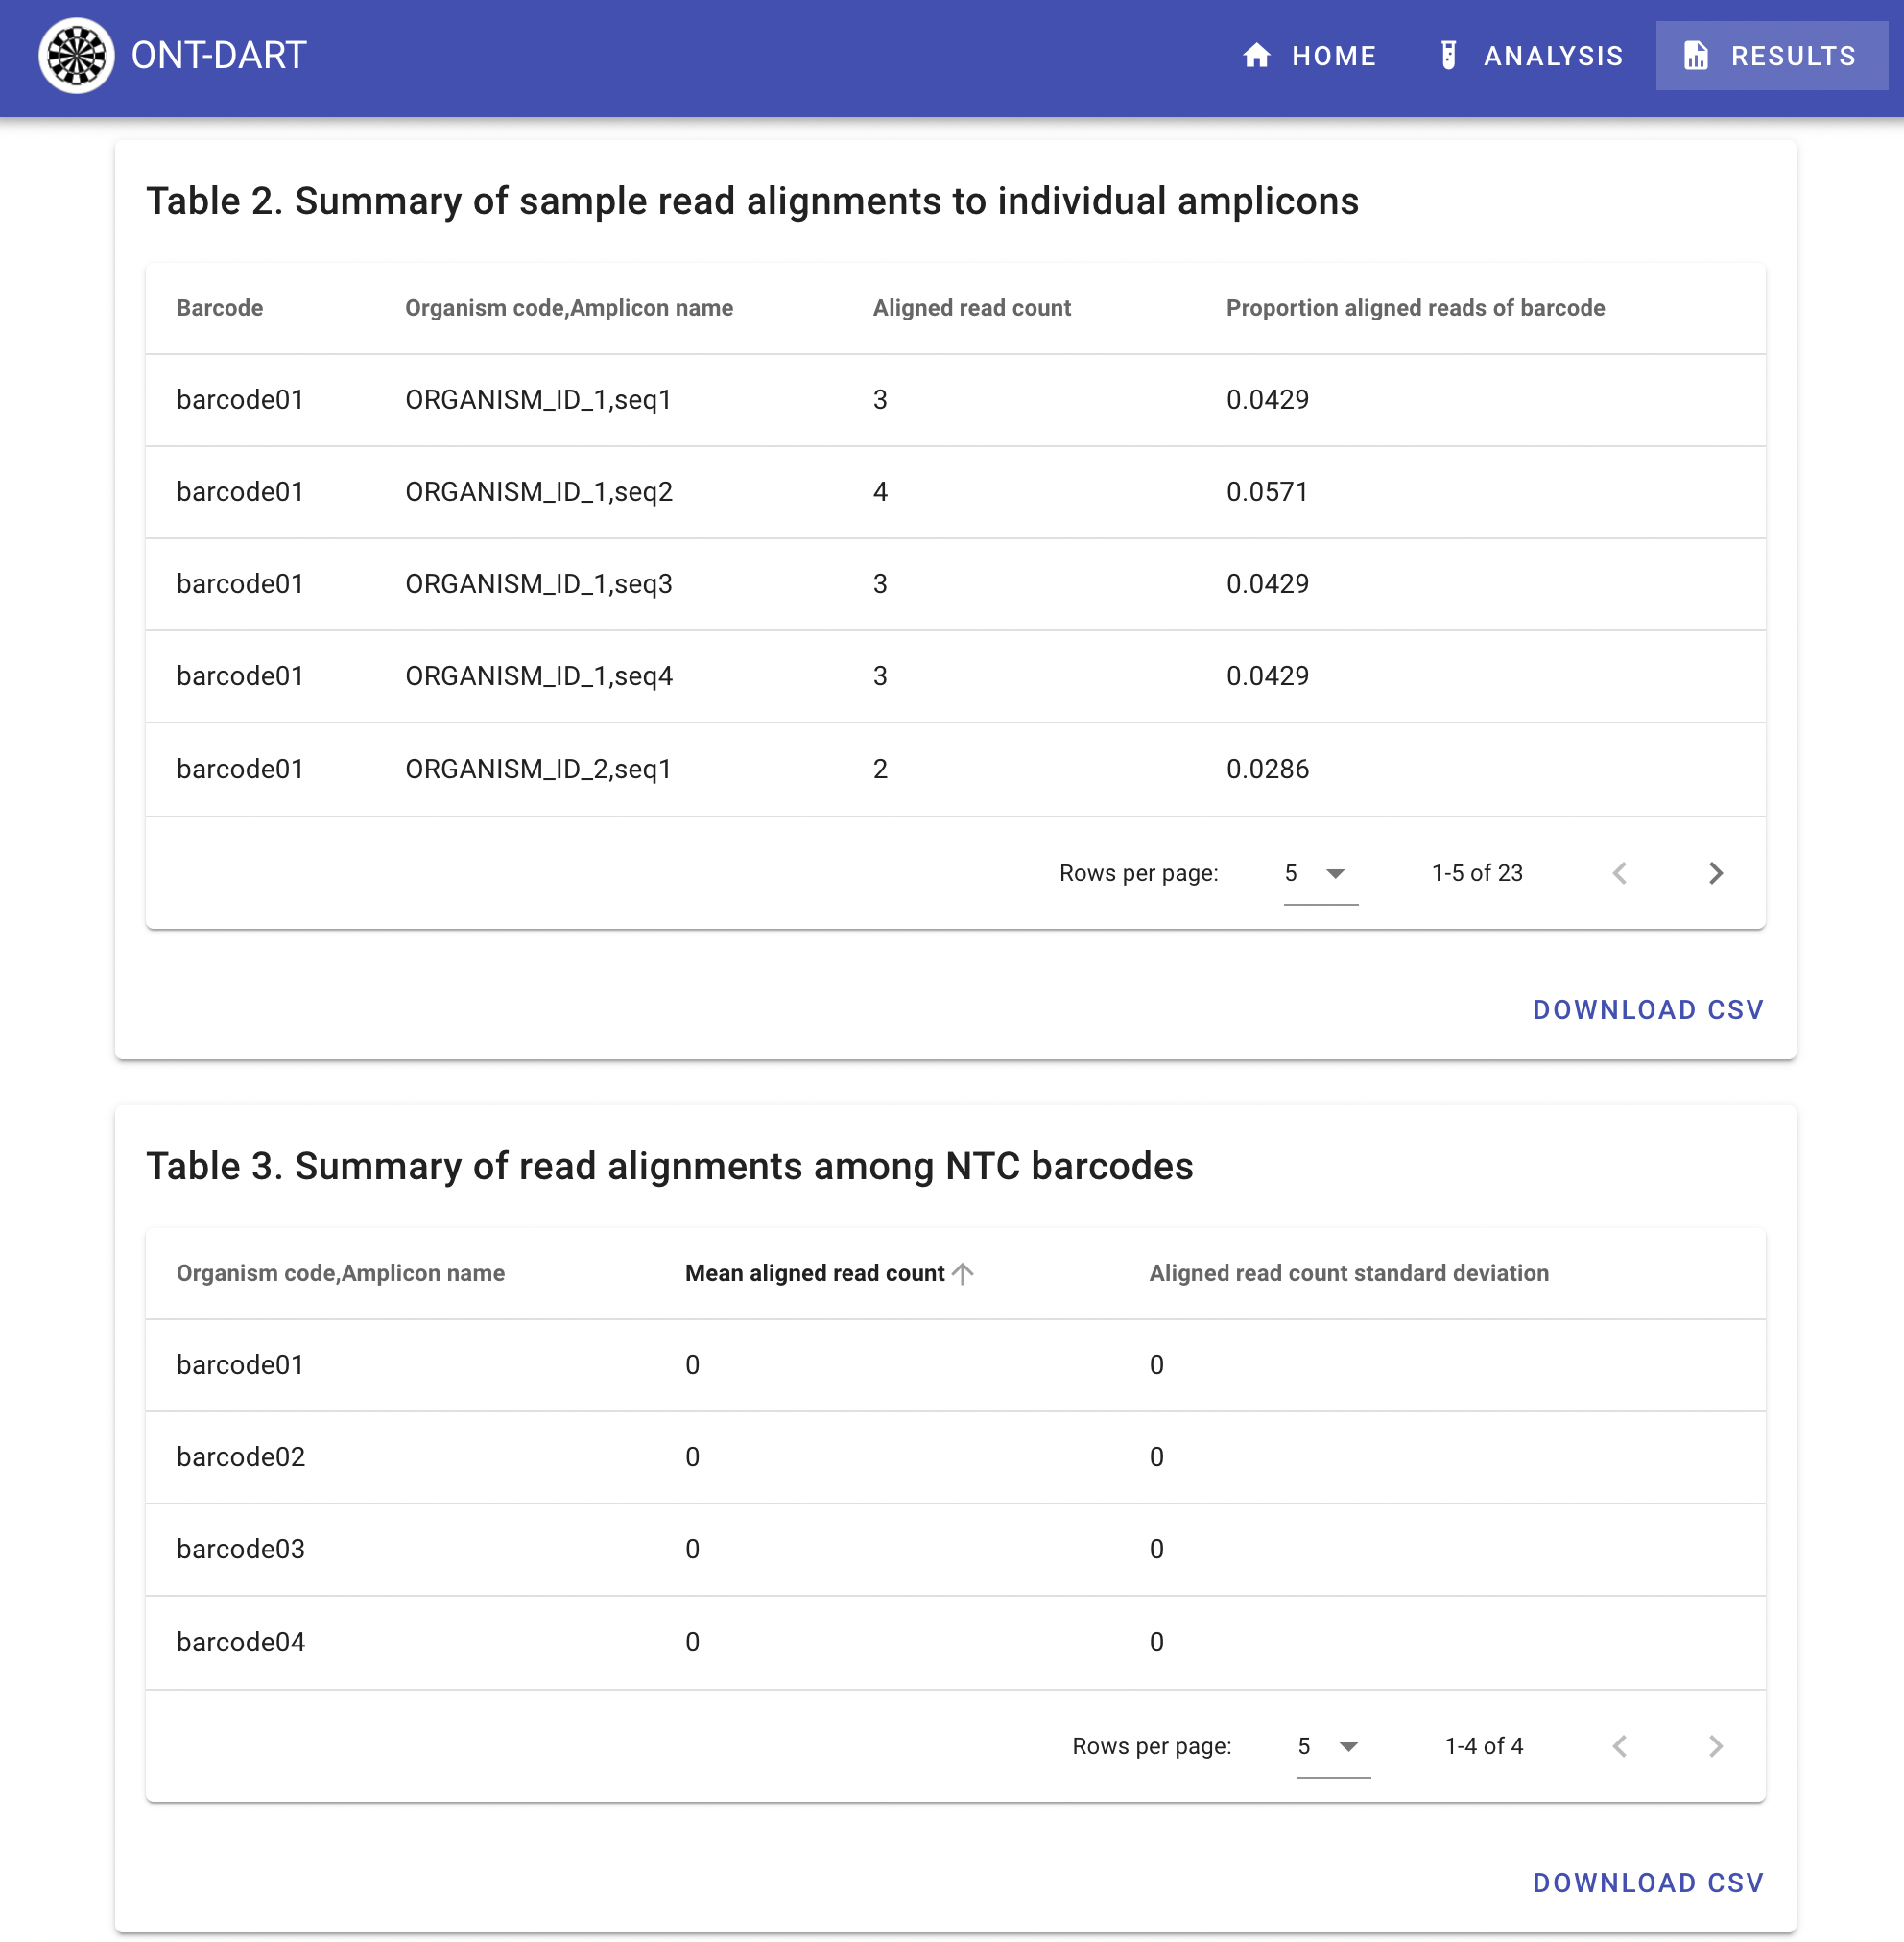 ONT-DART HOME ANALYSIS RESULTS
Table 2. Summary of sample read alignments to individual amplicons
Barcode Organism code,Amplicon name Aligned read count Proportion aligned reads of barcode
barcode01 ORGANISM_ID_1,seq1 3 0.0429
barcode01 ORGANISM_ID_1,seq2 4 0.0571
barcode01 ORGANISM_ID_1,seq3 3 0.0429
barcode01 ORGANISM_ID_1,seq4 3 0.0429
barcode01 ORGANISM_ID_2,seq1 2 0.0286
Rows per page: 5 1-5 of 23
DOWNLOAD CSV
Table 3. Summary of read alignments among NTC barcodes
Organism code,Amplicon name Mean aligned read count Aligned read count standard deviation
barcode01 0 0
barcode02 0 0
barcode03 0 0
barcode04 0 0
Rows per page: 5 1-4 of 4
DOWNLOAD CSV